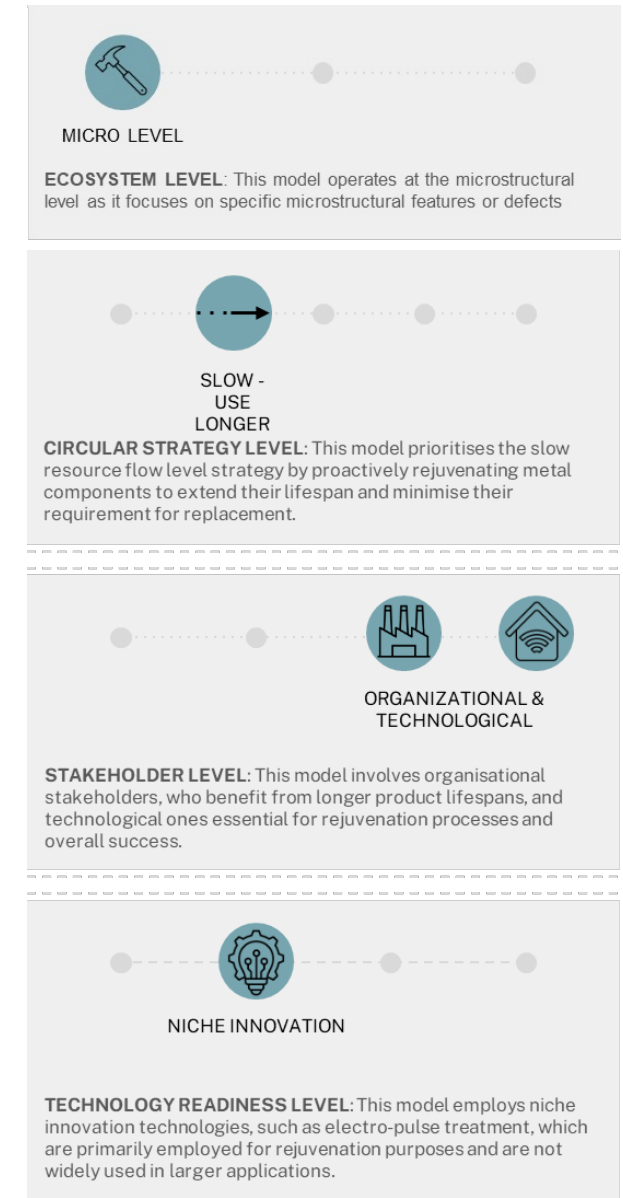 MICRO LEVEL
ECOSYSTEM LEVEL: This model operates at the microstructural
level as it focuses on specific microstructural features or defects
SLOW -
USE
LONGER
CIRCULAR STRATEGY LEVEL: This model prioritises the slow
resource flow level strategy by proactively rejuvenating metal
components to extend their lifespan and minimise their
requirement for replacement.
ORGANIZATIONAL &
TECHNOLOGICAL
STAKEHOLDER LEVEL: This model involves organisational
stakeholders, who benefit from longer product lifespans, and
technological ones essential for rejuvenation processes and
overall success.
NICHE INNOVATION
TECHNOLOGY READINESS LEVEL: This model employs niche
innovation technologies, such as electro-pulse treatment, which
are primarily employed for rejuvenation purposes and are not
widely used in larger applications.